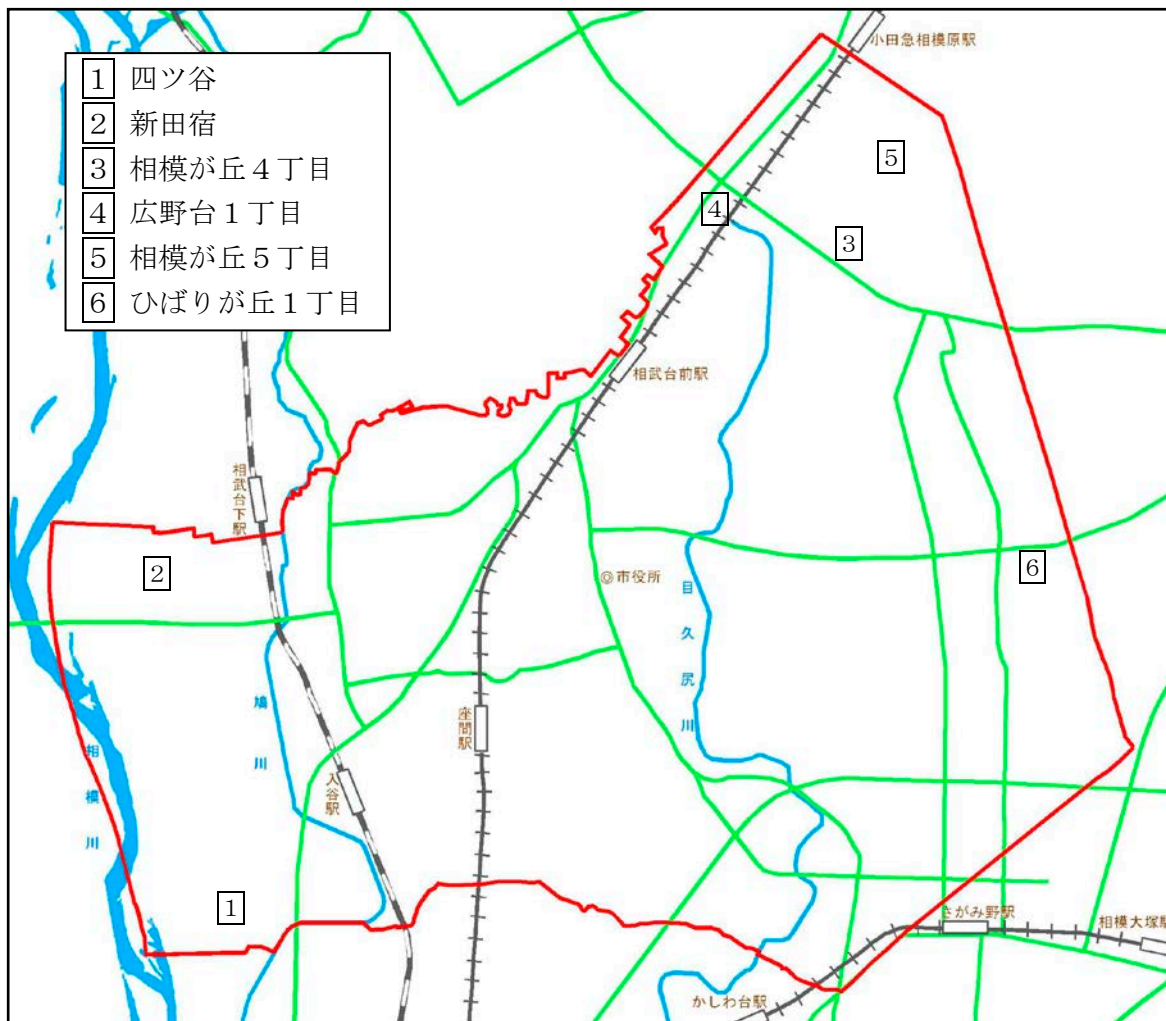 1 四ツ谷
2 新田宿
3 相模が丘４丁目
4 広野台１丁目
5 相模が丘５丁目
6 ひばりが丘１丁目
小田急相模原駅
5
4
3
相武台前駅
相武台下駅
2
◎市役所
6
目久尻川
鳩川
座間駅
相模川
入谷駅
1
さがみ野駅
相模大塚駅
かしわ台駅